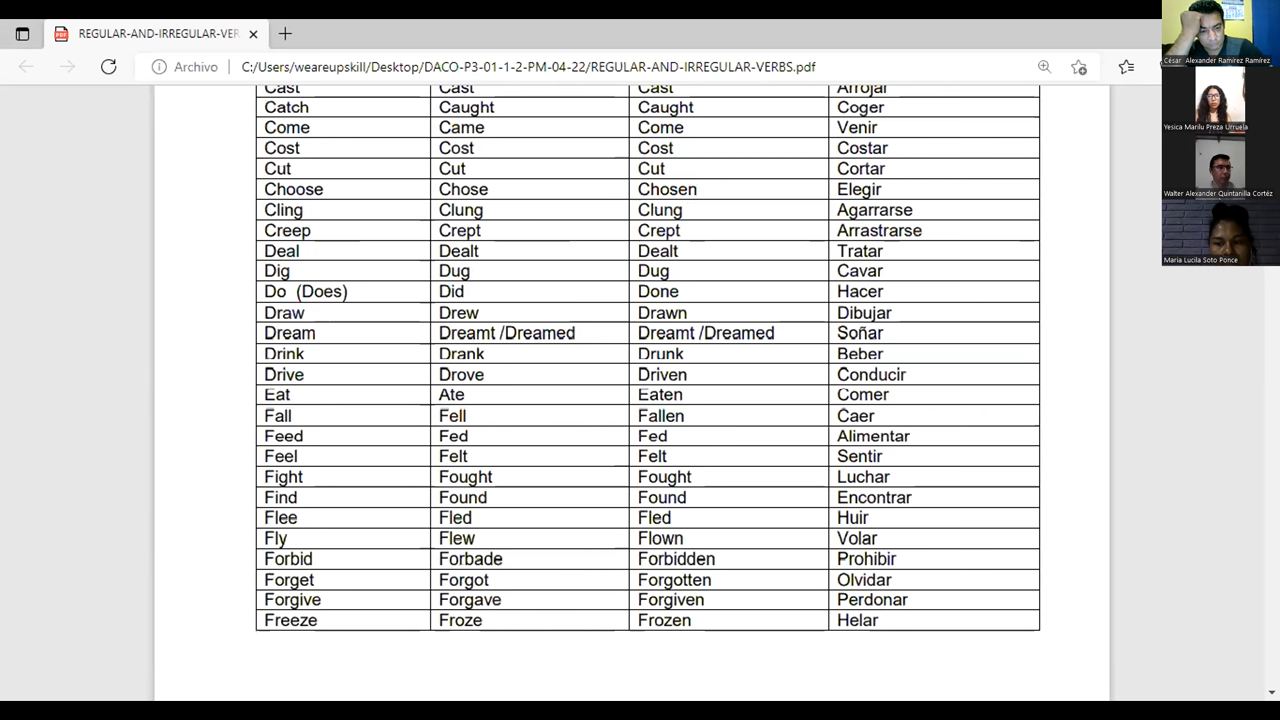 REGULAR-AND-IRREGULAR-VER
Archivo C:/Users/weareupskill/Desktop/DACO-P3-01-1-2-PM-04-22/REGULAR-AND-IRREGULAR-VERBS.pdf
Cast Cast Cast Arrojar
Catch Caught Caught Coger
Come Came Come Venir
Cost Cost Cost Costar
Cut Cut Cut Cortar
Choose Chose Chosen Elegir
Cling Clung Clung Agarrarse
Creep Crept Crept Arrastrarse
Deal Dealt Dealt Tratar
Dig Dug Dug Cavar
Do (Does) Did Done Hacer
Draw Drew Drawn Dibujar
Dream Dreamt /Dreamed Dreamt /Dreamed Soñar
Drink Drank Drunk Beber
Drive Drove Driven Conducir
Eat Ate Eaten Comer
Fall Fell Fallen Caer
Feed Fed Fed Alimentar
Feel Felt Felt Sentir
Fight Fought Fought Luchar
Find Found Found Encontrar
Flee Fled Fled Huir
Fly Flew Flown Volar
Forbid Forbade Forbidden Prohibir
Forget Forgot Forgotten Olvidar
Forgive Forgave Forgiven Perdonar
Freeze Froze Frozen Helar
César Alexander Ramírez Ramírez
Yesica Marilu Preza Urruela
Walter Alexander Quintanilla Cortéz
Maria Lucila Soto Ponce